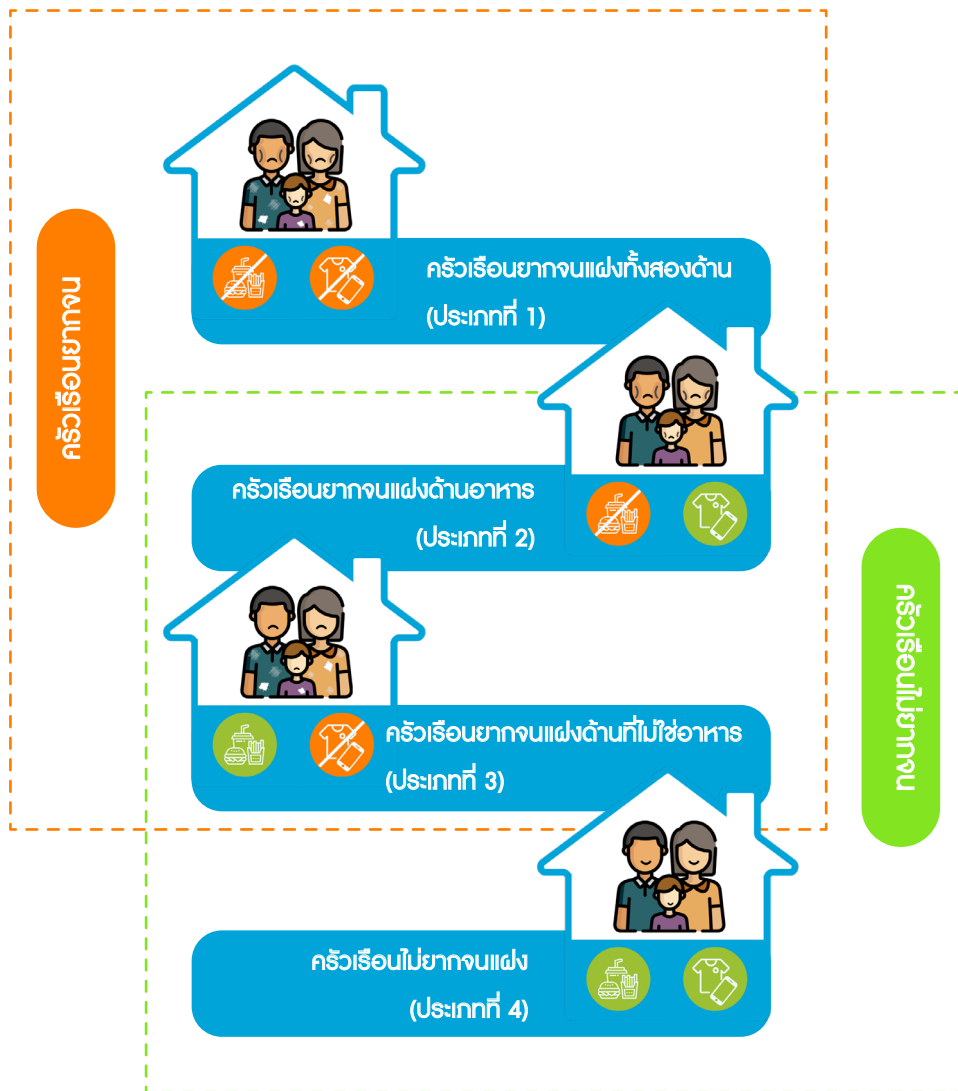 ครัวเรือนยากจน
ครัวเรือนยากจนแฝงทั้งสองด้าน
(ประเภทที่ 1)
ครัวเรือนยากจนแฝงด้านอาหาร
(ประเภทที่ 2)
ครัวเรือนไม่ยากจน
ครัวเรือนยากจนแฝงด้านที่ไม่ใช่อาหาร
(ประเภทที่ 3)
ครัวเรือนไม่ยากจนแฝง
(ประเภทที่ 4)